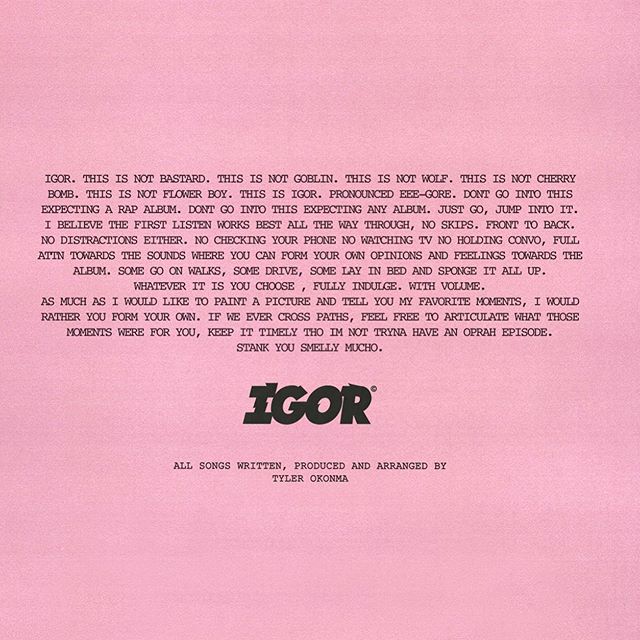 IGOR. THIS IS NOT BASTARD. THIS IS NOT GOBLIN. THIS IS NOT WOLF. THIS IS NOT CHERRY
BOMB. THIS IS NOT FLOWER BOY. THIS IS IGOR. PRONOUNCED EEE-GORE. DONT GO INTO THIS
EXPECTING A RAP ALBUM. DONT GO INTO THIS EXPECTING ANY ALBUM. JUST GO, JUMP INTO IT.
I BELIEVE THE FIRST LISTEN WORKS BEST ALL THE WAY THROUGH, NO SKIPS. FRONT TO BACK.
NO DISTRACTIONS EITHER. NO CHECKING YOUR PHONE NO WATCHING TV NO HOLDING CONVO, FULL
ATTN TOWARDS THE SOUNDS WHERE YOU CAN FORM YOUR OWN OPINIONS AND FEELINGS TOWARDS THE
ALBUM. SOME GO ON WALKS, SOME DRIVE, SOME LAY IN BED AND SPONGE IT ALL UP.
WHATEVER IT IS YOU CHOOSE , FULLY INDULGE. WITH VOLUME.
AS MUCH AS I WOULD LIKE TO PAINT A PICTURE AND TELL YOU MY FAVORITE MOMENTS, I WOULD
RATHER YOU FORM YOUR OWN. IF WE EVER CROSS PATHS, FEEL FREE TO ARTICULATE WHAT THOSE
MOMENTS WERE FOR YOU, KEEP IT TIMELY THO IM NOT TRYNA HAVE AN OPRAH EPISODE.
STANK YOU SMELLY MUCHO.
IGOR©
ALL SONGS WRITTEN, PRODUCED AND ARRANGED BY
TYLER OKONMA